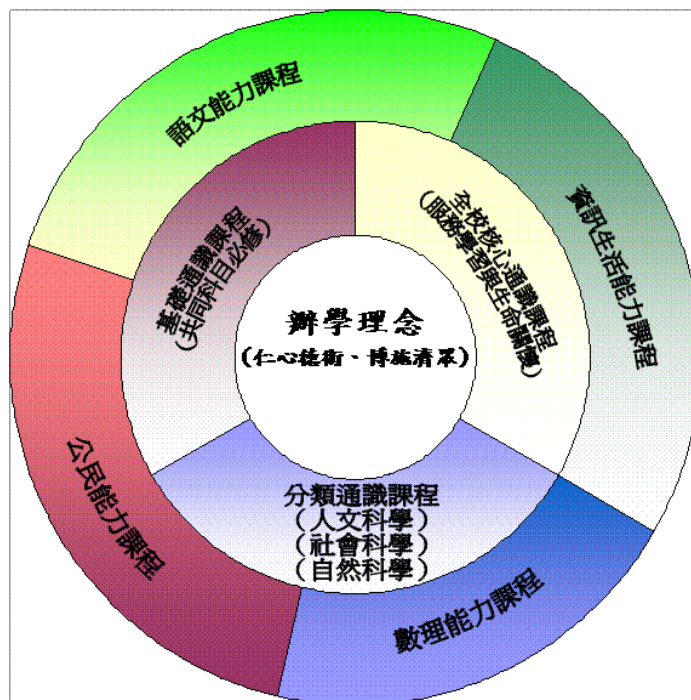 語文能力課程
資訊生活能力課程
基礎通識課程
(共同科目必修)
全校核心通識課程
(服務學習與生命關懷)
辦學理念
(仁心德術、博施濟眾)
分類通識課程
(人文科學)
(社會科學)
(自然科學)
公民能力課程
數理能力課程